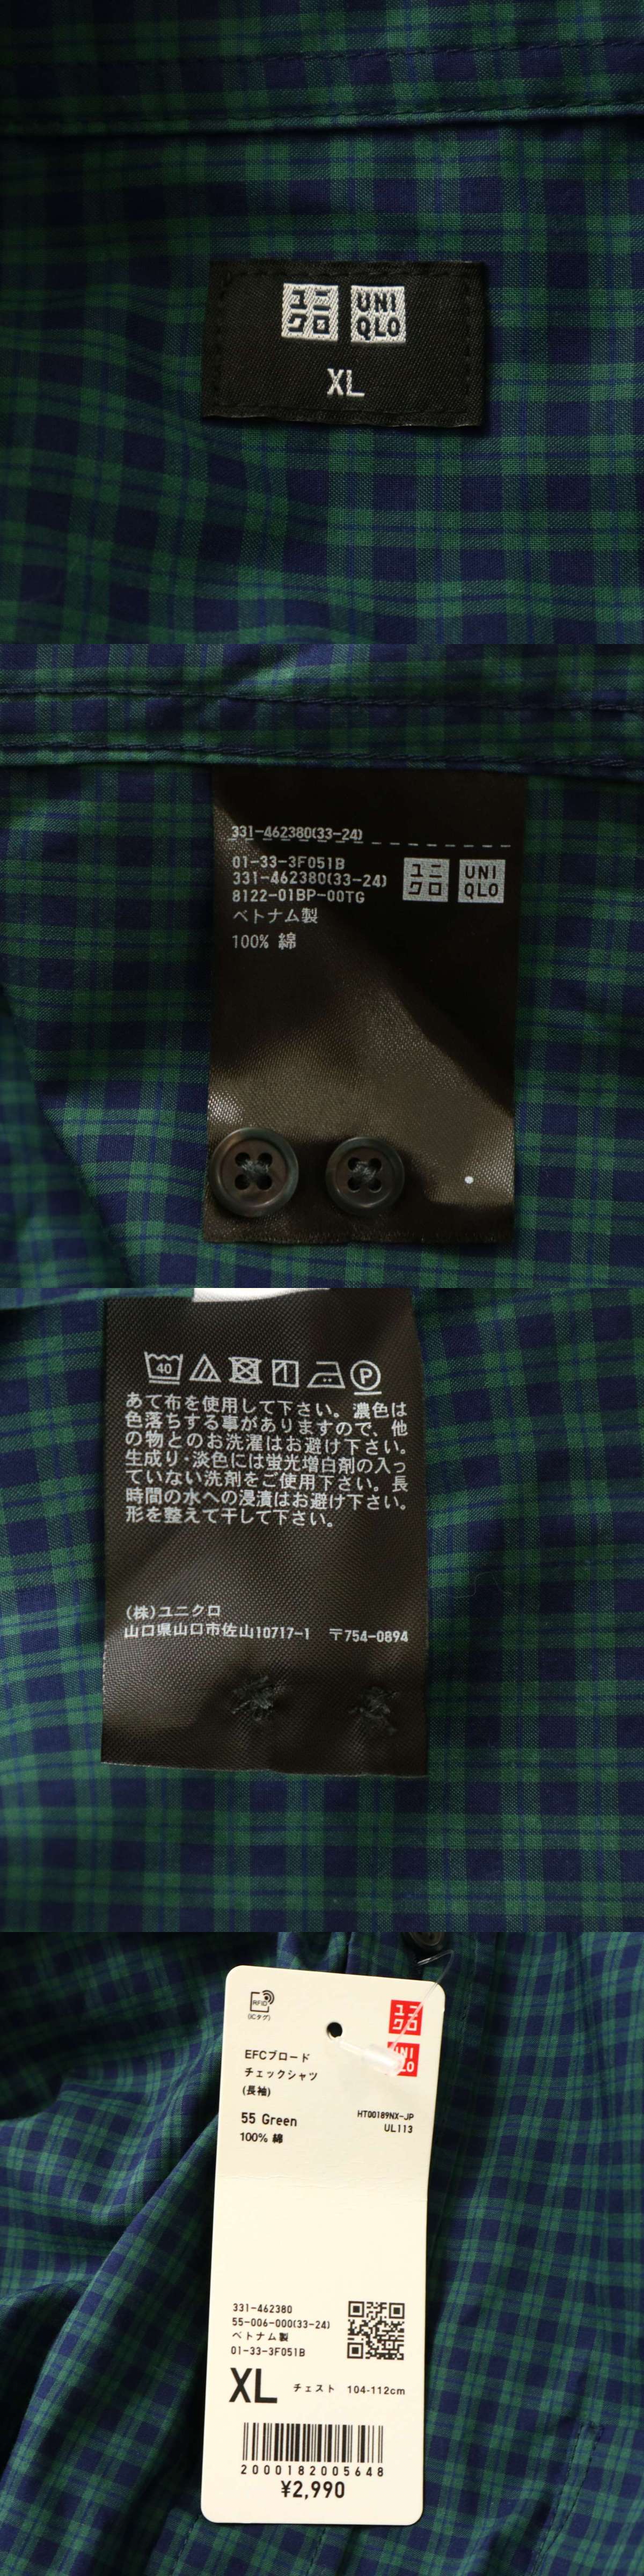 ユニ
クロ
UNI
QLO
XL
331-462380(33-24)
01-33-3F051B
331-462380(33-24)
8122-01BP-00TG
ベトナム製
100% 綿
ユニ
クロ
UNI
QLO
40
P
あて布を使用して下さい。濃色は
色落ちする事がありますので、他
の物とのお洗濯はお避け下さい。
生成り・淡色には蛍光増白剤の入っ
ていない洗剤をご使用下さい。長
時間の水への浸漬はお避け下さい。
形を整えて干して下さい。
(株)ユニクロ
山口県山口市佐山10717-1 〒754-0894
RFID
(ICタグ)
ユニ
クロ
UNI
QLO
EFCブロード
チェックシャツ
(長袖)
55 Green
100% 綿
HT00189NX-JP
UL113
331-462380
55-006-000(33-24)
ベトナム製
01-33-3F051B
XL チェスト 104-112cm
2000182005648
¥2,990